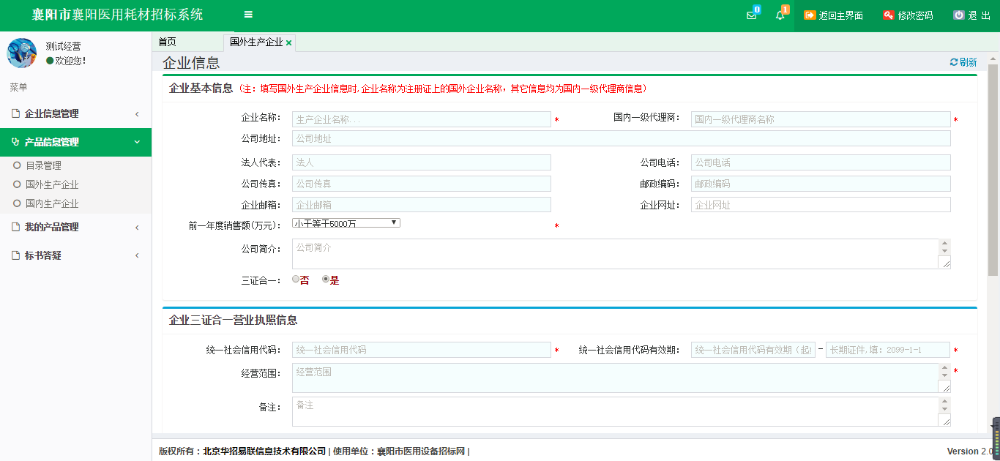 襄阳市襄阳医用耗材招标系统
0
1
返回主界面
修改密码
退 出
测试经营
欢迎您!
菜单
企业信息管理
产品信息管理
目录管理
国外生产企业
国内生产企业
我的产品管理
标书答疑
首页
国外生产企业
企业信息
刷新
企业基本信息 (注: 填写国外生产企业信息时,企业名称为注册证上的国外企业名称，其它信息均为国内一级代理商信息)
企业名称: 生产企业名称... * 国内一级代理商: 国内一级代理商名称 *
公司地址: 公司地址
法人代表: 法人 公司电话: 公司电话
公司传真: 公司传真 邮政编码: 邮政编码
企业邮箱: 企业邮箱 企业网址: 企业网址
前一年度销售额(万元): 小于等于5000万 *
公司简介: 公司简介
三证合一: 否 是
企业三证合一营业执照信息
统一社会信用代码: 统一社会信用代码 * 统一社会信用代码有效期: 统一社会信用代码有效期（起 - 长期证件,填: 2099-1-1 *
经营范围: 经营范围 *
备注: 备注
版权所有：北京华招易联信息技术有限公司 | 使用单位：襄阳市医用设备招标网 |
Version 2.0